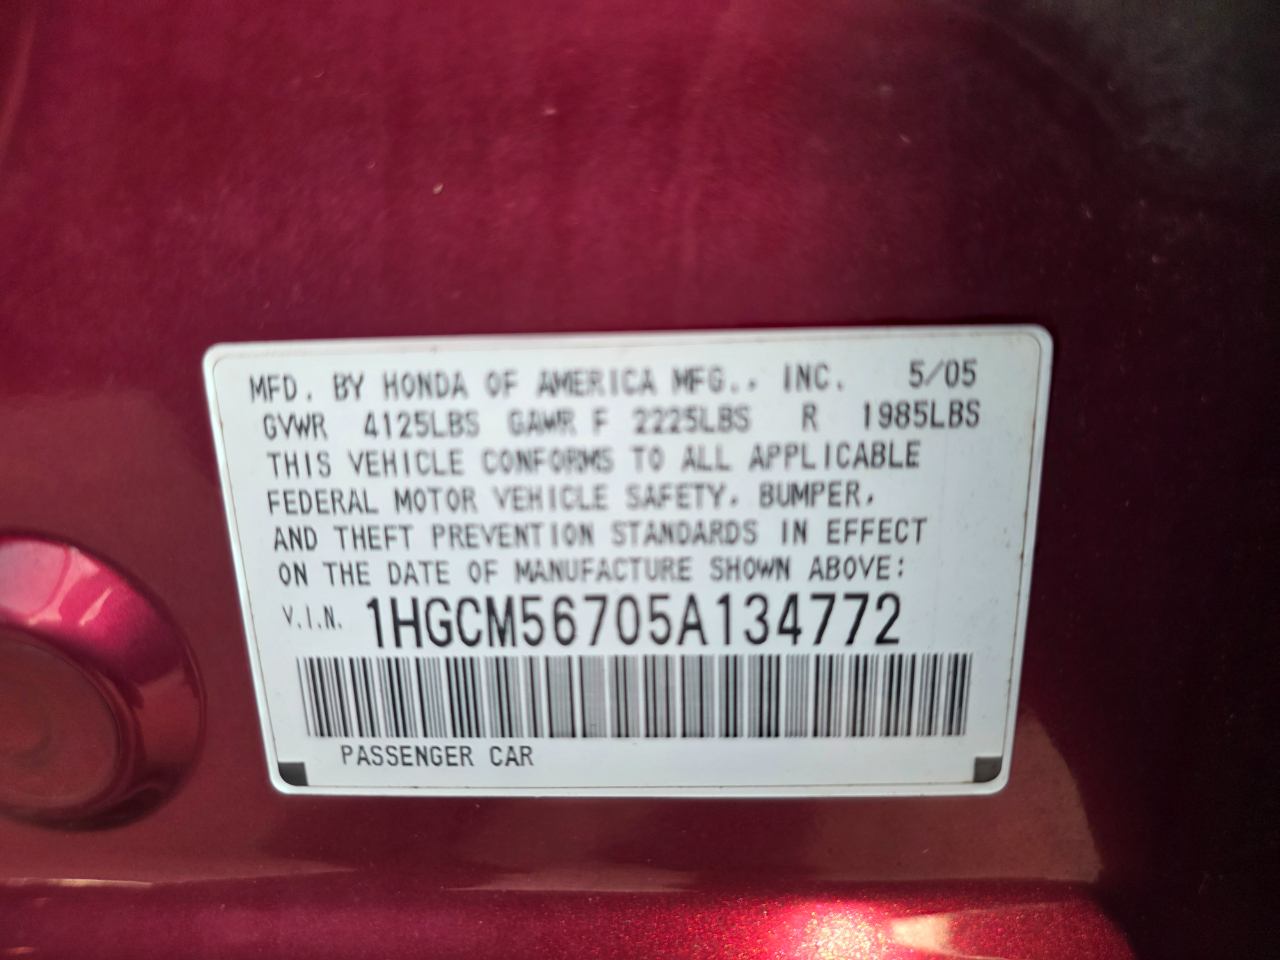 MFD. BY HONDA OF AMERICA MFG., INC. 5/05
GVWR 4125LBS GAWR F 2225LBS R 1985LBS
THIS VEHICLE CONFORMS TO ALL APPLICABLE
FEDERAL MOTOR VEHICLE SAFETY, BUMPER,
AND THEFT PREVENTION STANDARDS IN EFFECT
ON THE DATE OF MANUFACTURE SHOWN ABOVE:
V.I.N. 1HGCM56705A134772
PASSENGER CAR